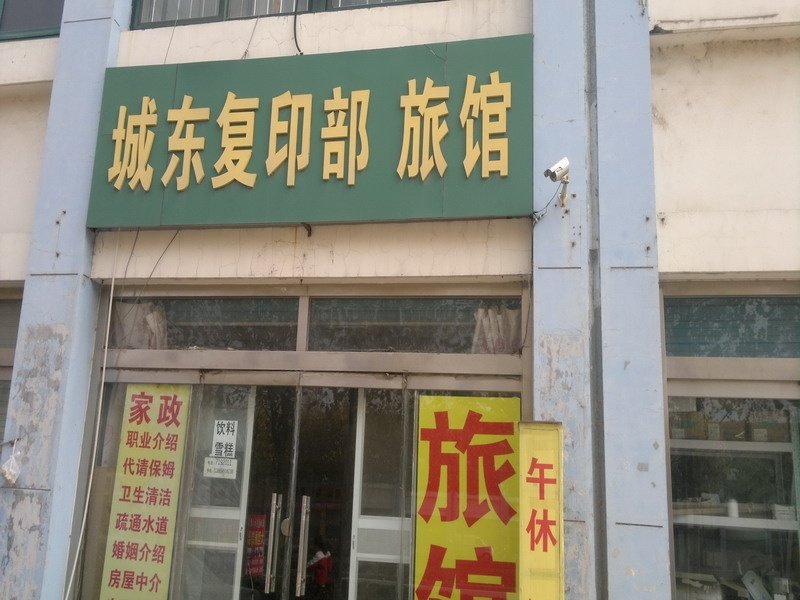 城东复印部 旅馆
家政
职业介绍
代请保姆
卫生清洁
疏通水道
婚姻介绍
房屋中介
饮料
雪糕
旅馆
午休